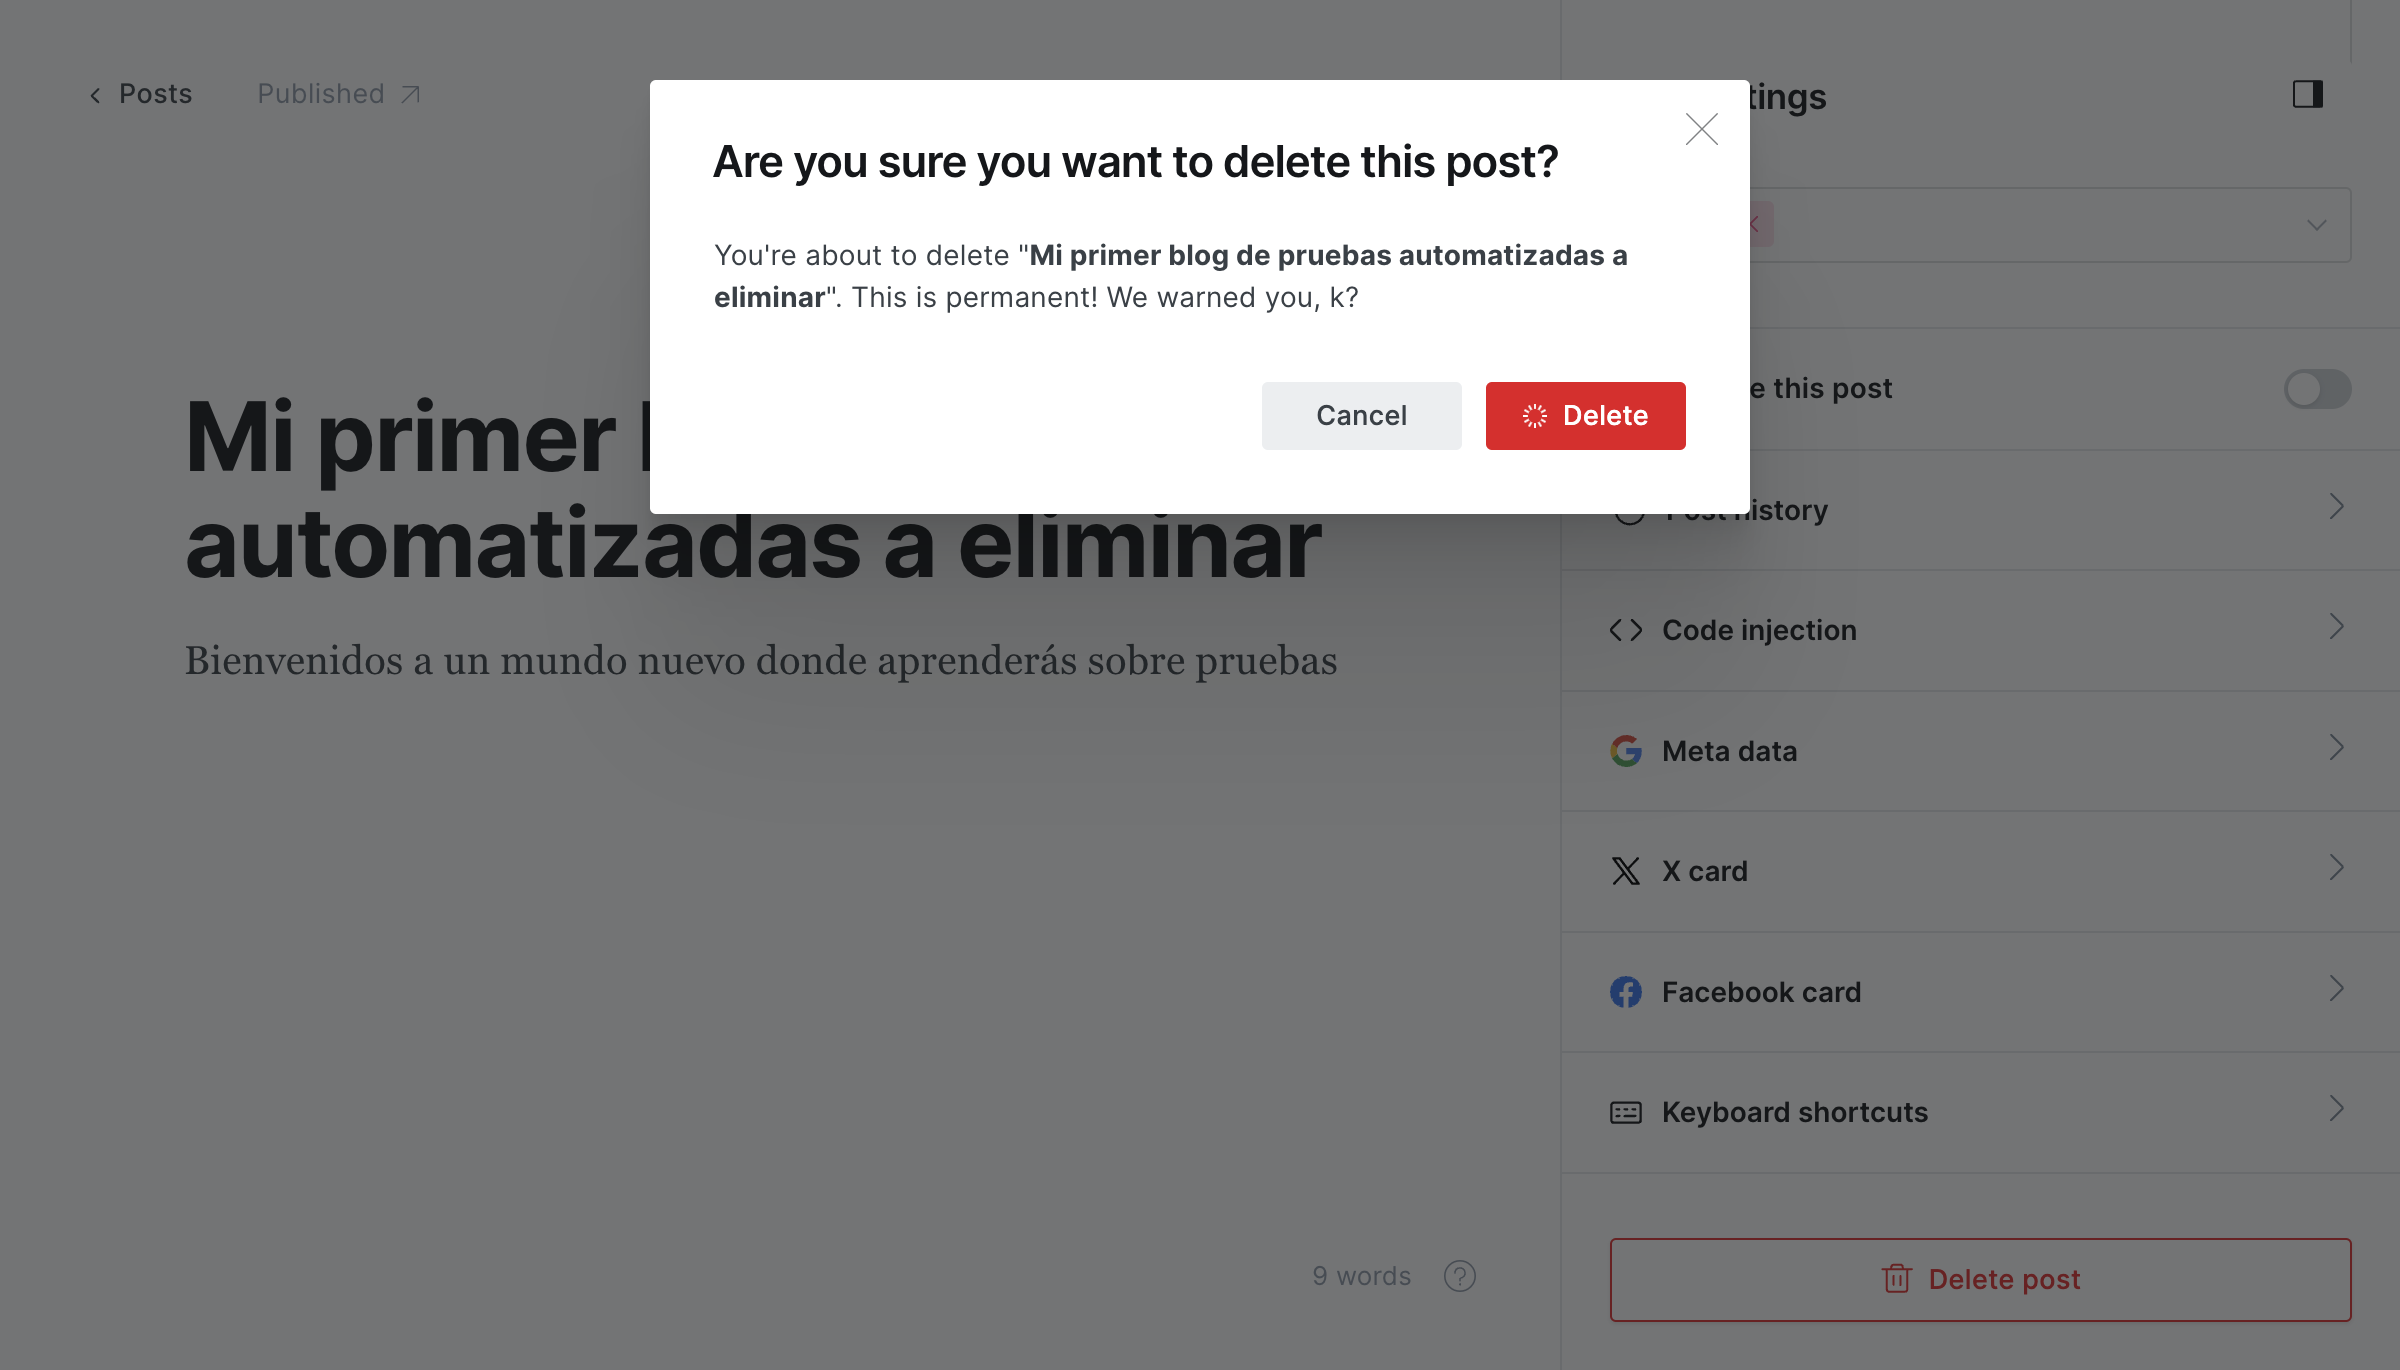 Posts
Published
tings
Are you sure you want to delete this post?
You're about to delete "Mi primer blog de pruebas automatizadas a
eliminar". This is permanent! We warned you, k?
Cancel
Delete
Mi primer
automatizadas a eliminar
Bienvenidos a un mundo nuevo donde aprenderás sobre pruebas
9 words
?
e this post
Post history
Code injection
Meta data
X card
Facebook card
Keyboard shortcuts
Delete post